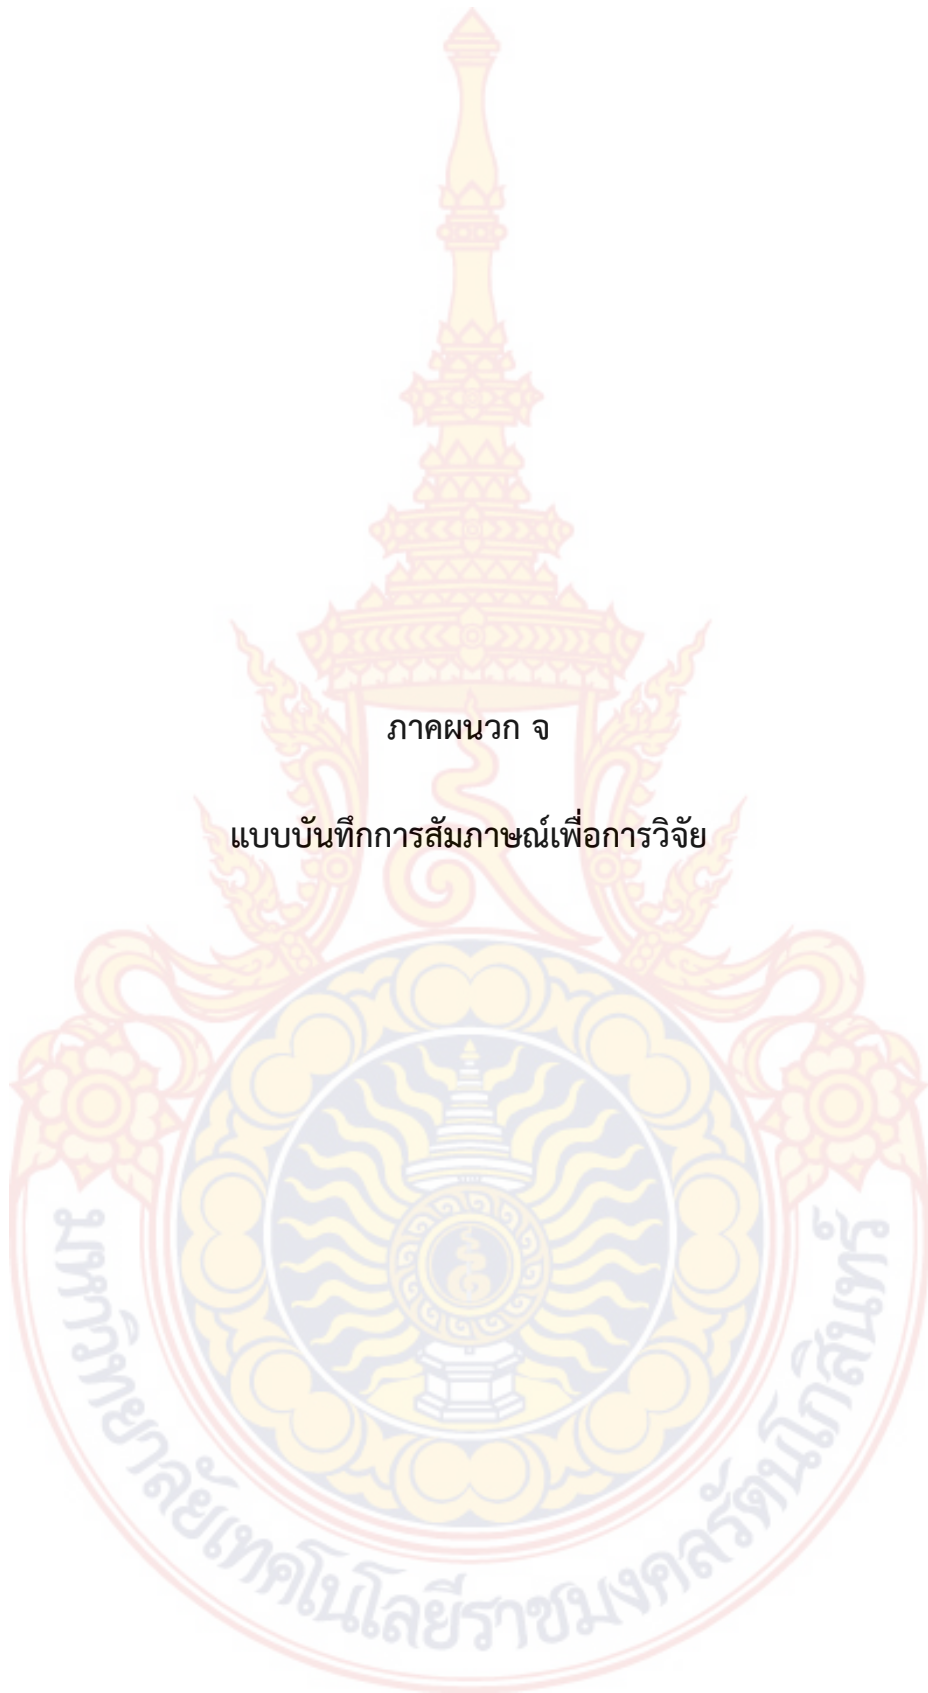 ภาคผนวก จ
แบบบันทึกการสัมภาษณ์เพื่อการวิจัย
มหาวิทยาลัยเทคโนโลยีราชมงคลรัตนโกสินทร์